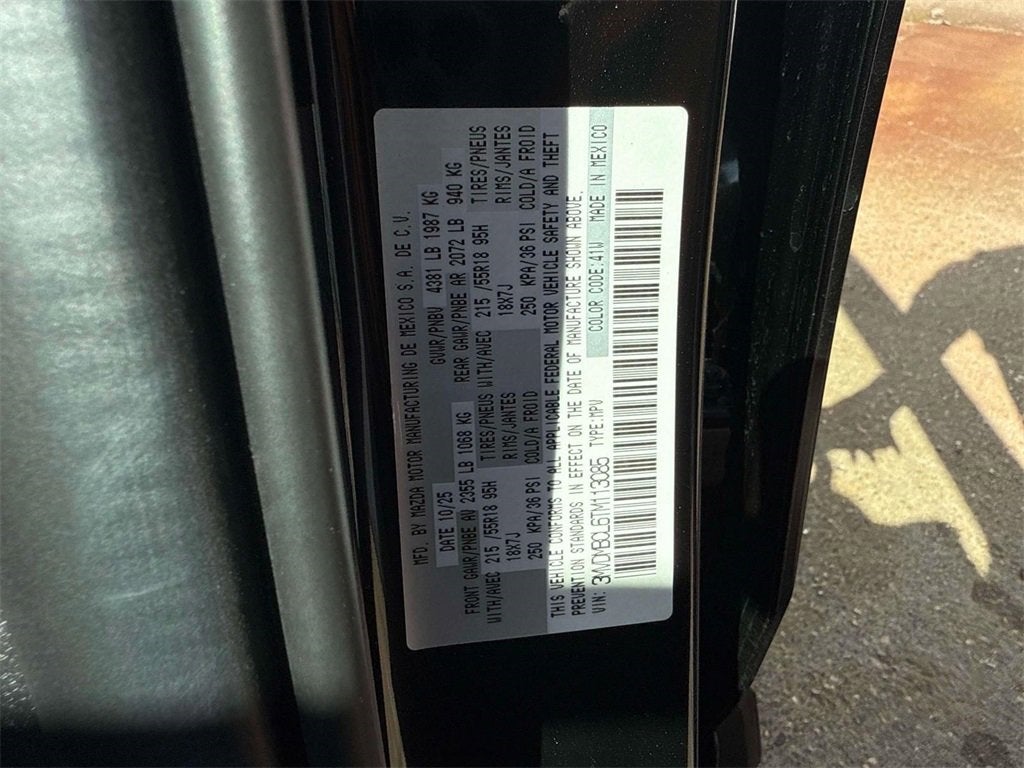 MFD. BY MAZDA MOTOR MANUFACTURING DE MEXICO S.A. DE C.V.
DATE 10/25 GVWR/PNBV 4381 LB 1987 KG
FRONT GAWR/PNBE AV 2355 LB 1068 KG REAR GAWR/PNBE AR 2072 LB 940 KG
WITH/AVEC 215 /55R18 95H TIRES/PNEUS WITH/AVEC 215 /55R18 95H TIRES/PNEUS
18X7J RIMS/JANTES 18X7J RIMS/JANTES
250 KPA/36 PSI COLD/A FROID 250 KPA/36 PSI COLD/A FROID
THIS VEHICLE CONFORMS TO ALL APPLICABLE FEDERAL MOTOR VEHICLE SAFETY AND THEFT
PREVENTION STANDARDS IN EFFECT ON THE DATE OF MANUFACTURE SHOWN ABOVE.
VIN: 3MVDMBCL6TM113085 TYPE:MPV COLOR CODE:41W MADE IN MEXICO